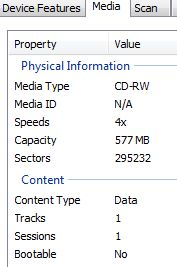 Device Features Media Scan
Property Value
Physical Information
Media Type CD-RW
Media ID N/A
Speeds 4x
Capacity 577 MB
Sectors 295232
Content
Content Type Data
Tracks 1
Sessions 1
Bootable No